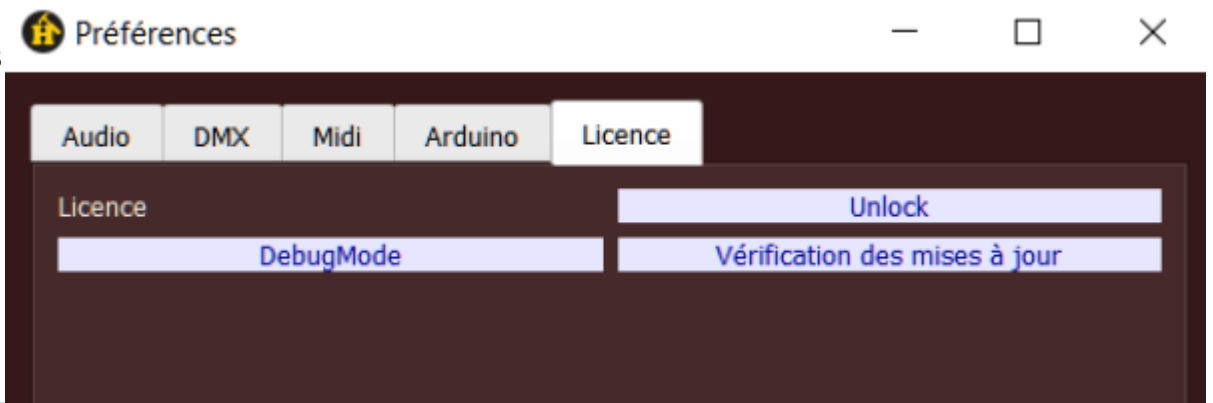 Préférences
Audio DMX Midi Arduino Licence
Licence Unlock
DebugMode Vérification des mises à jour